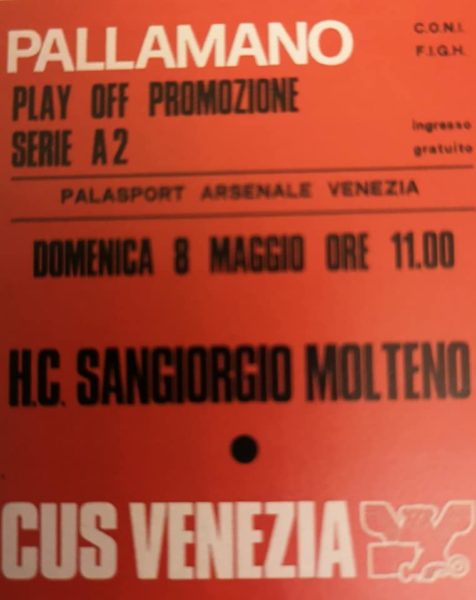 PALLAMANO
C.O.N.I.
F.I.G.H.
PLAY OFF PROMOZIONE
SERIE A2
ingresso
gratuito
PALASPORT ARSENALE VENEZIA
DOMENICA 8 MAGGIO ORE 11.00
H.C. SANGIORGIO MOLTENO
CUS VENEZIA